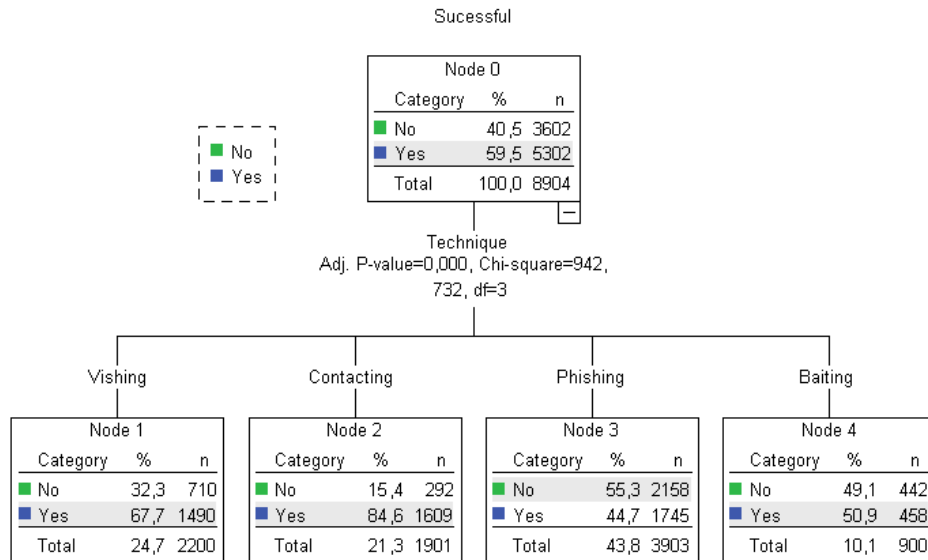 Sucessful
Node 0
Category % n
No 40,5 3602
Yes 59,5 5302
Total 100,0 8904
No
Yes
Technique
Adj. P-value=0,000, Chi-square=942,
732, df=3
Vishing Contacting Phishing Baiting
Node 1
Category % n
No 32,3 710
Yes 67,7 1490
Total 24,7 2200
Node 2
Category % n
No 15,4 292
Yes 84,6 1609
Total 21,3 1901
Node 3
Category % n
No 55,3 2158
Yes 44,7 1745
Total 43,8 3903
Node 4
Category % n
No 49,1 442
Yes 50,9 458
Total 10,1 900